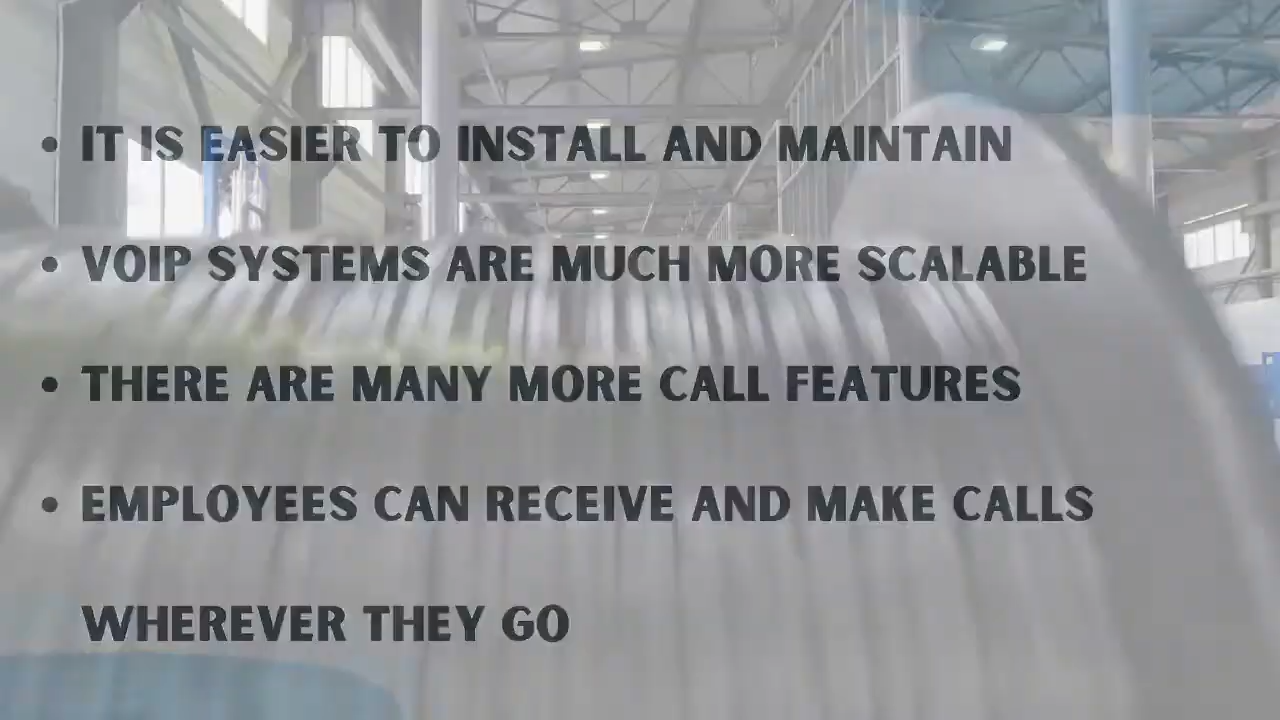 • IT IS EASIER TO INSTALL AND MAINTAIN
• VOIP SYSTEMS ARE MUCH MORE SCALABLE
• THERE ARE MANY MORE CALL FEATURES
• EMPLOYEES CAN RECEIVE AND MAKE CALLS
WHEREVER THEY GO